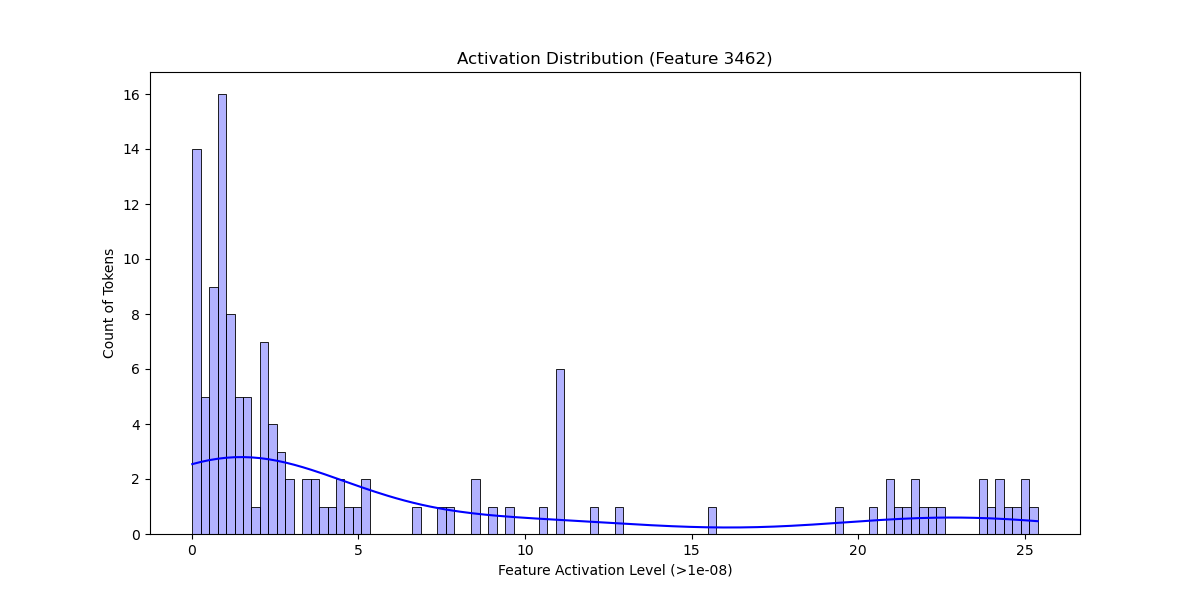 Activation Distribution (Feature 3462)
16
14
12
10
8
6
4
2
0
Count of Tokens
0 5 10 15 20 25
Feature Activation Level (>1e-08)